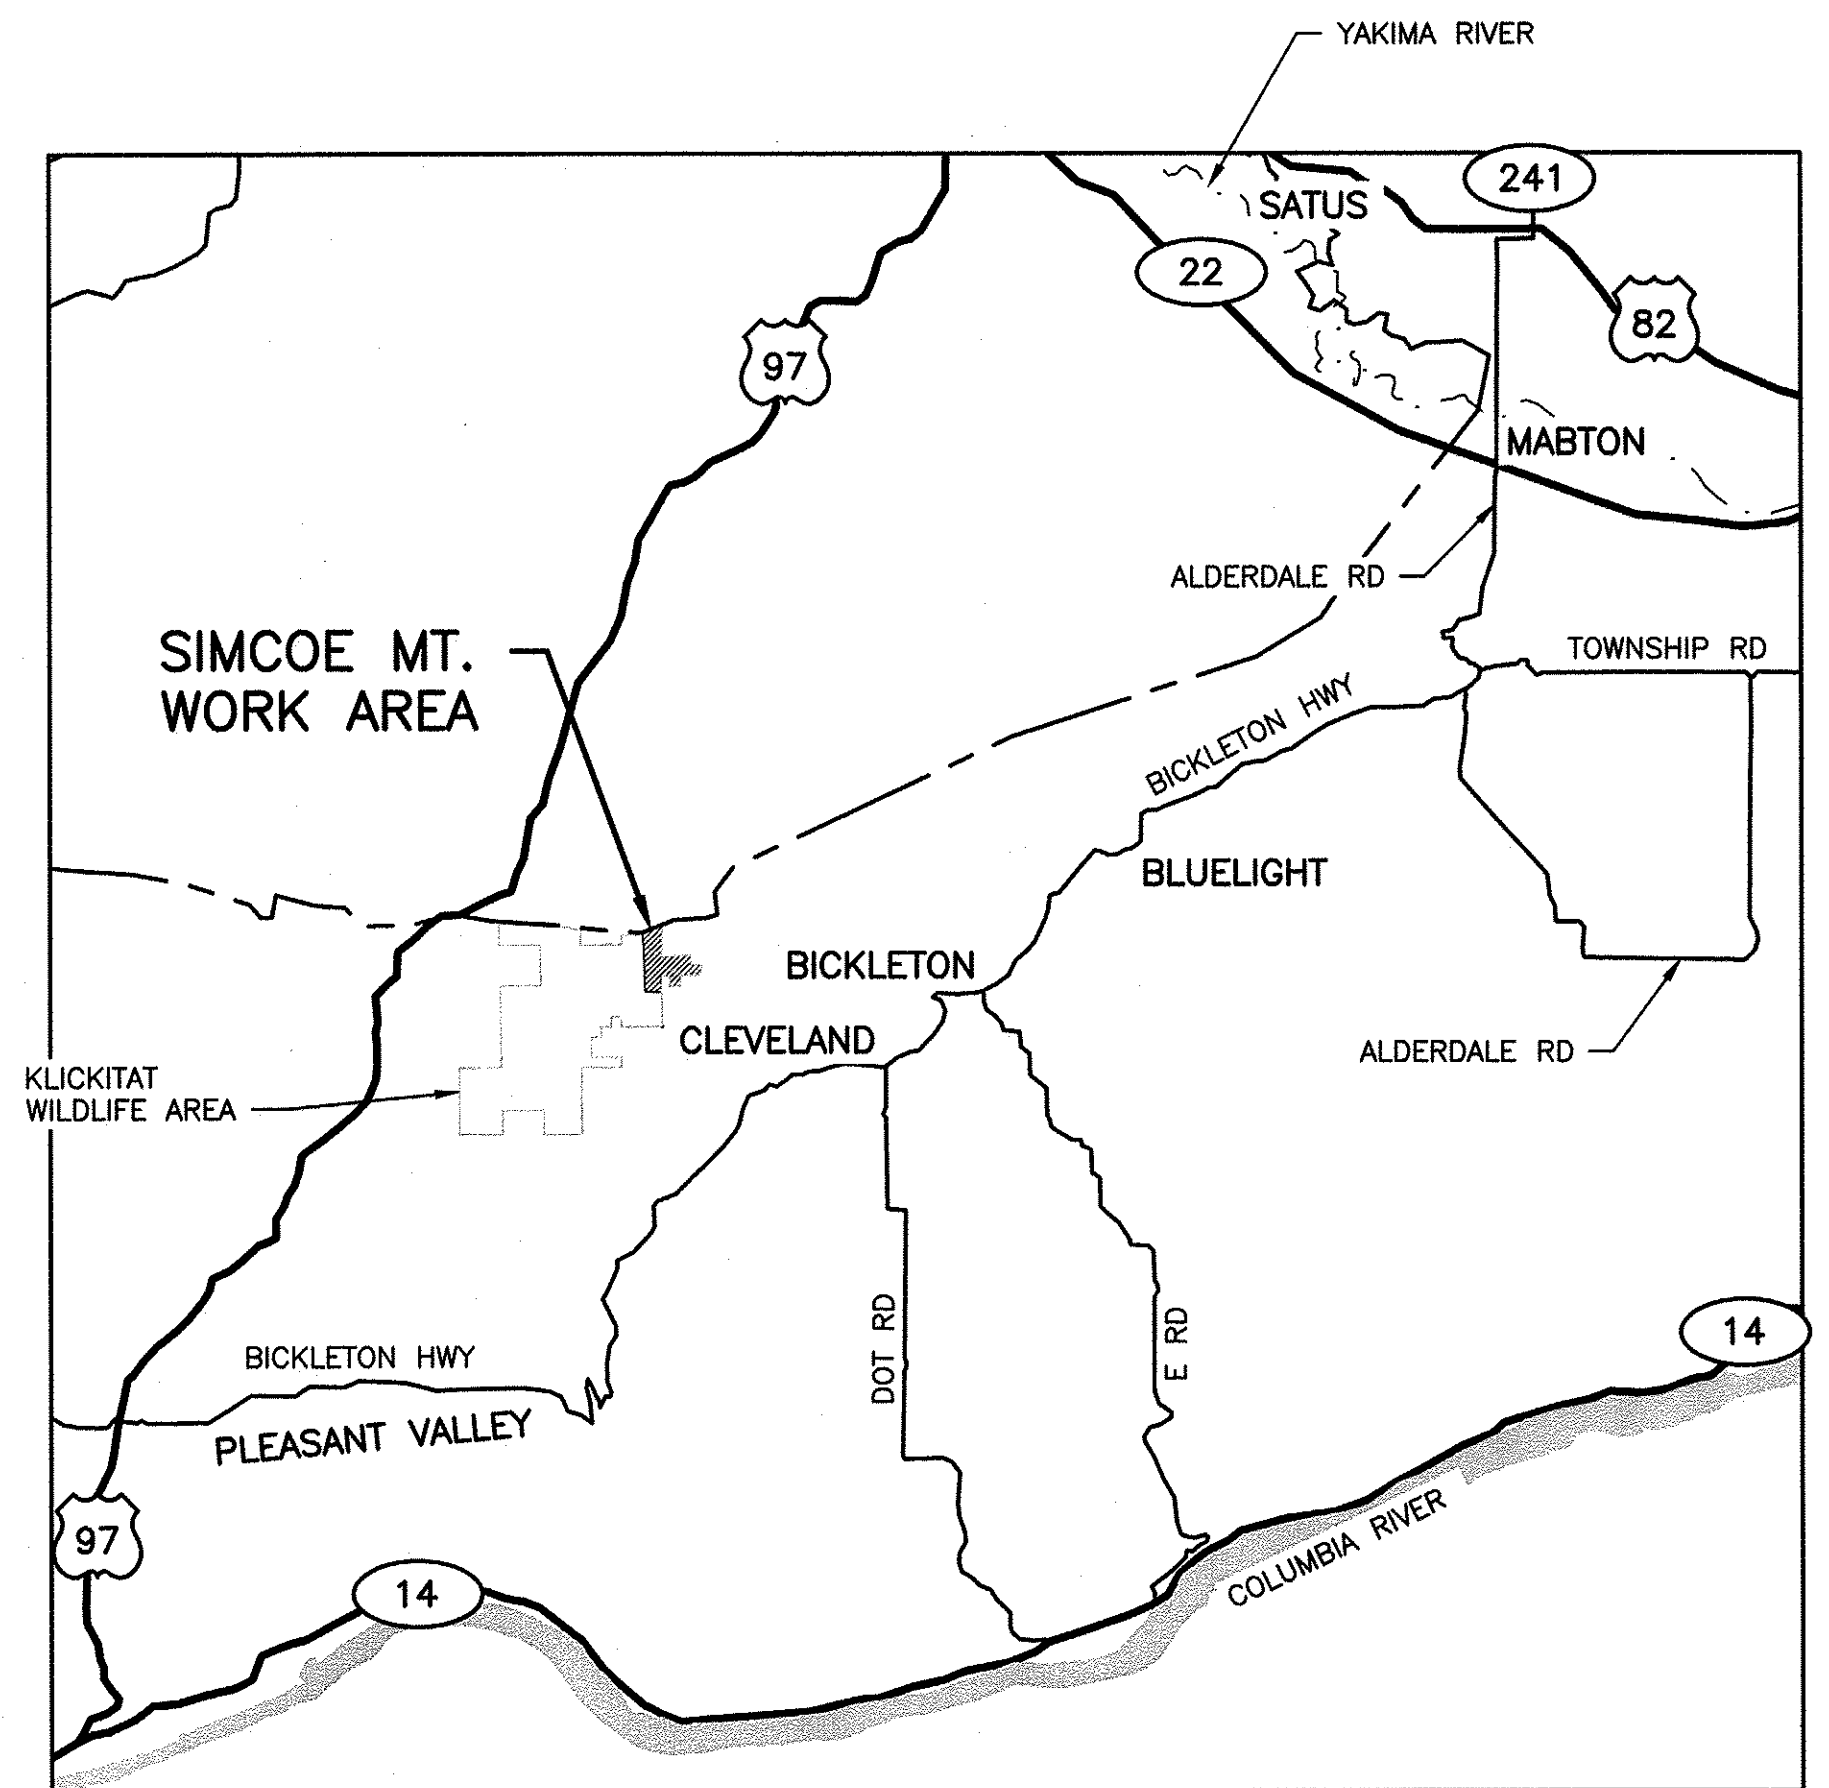 YAKIMA RIVER
241
SATUS
22
82
97
MABTON
ALDERDALE RD
SIMCOE MT.
WORK AREA
TOWNSHIP RD
BICKLETON HWY
BLUELIGHT
BICKLETON
CLEVELAND
ALDERDALE RD
KLICKITAT
WILDLIFE AREA
DOT RD
E RD
14
BICKLETON HWY
PLEASANT VALLEY
97
COLUMBIA RIVER
14